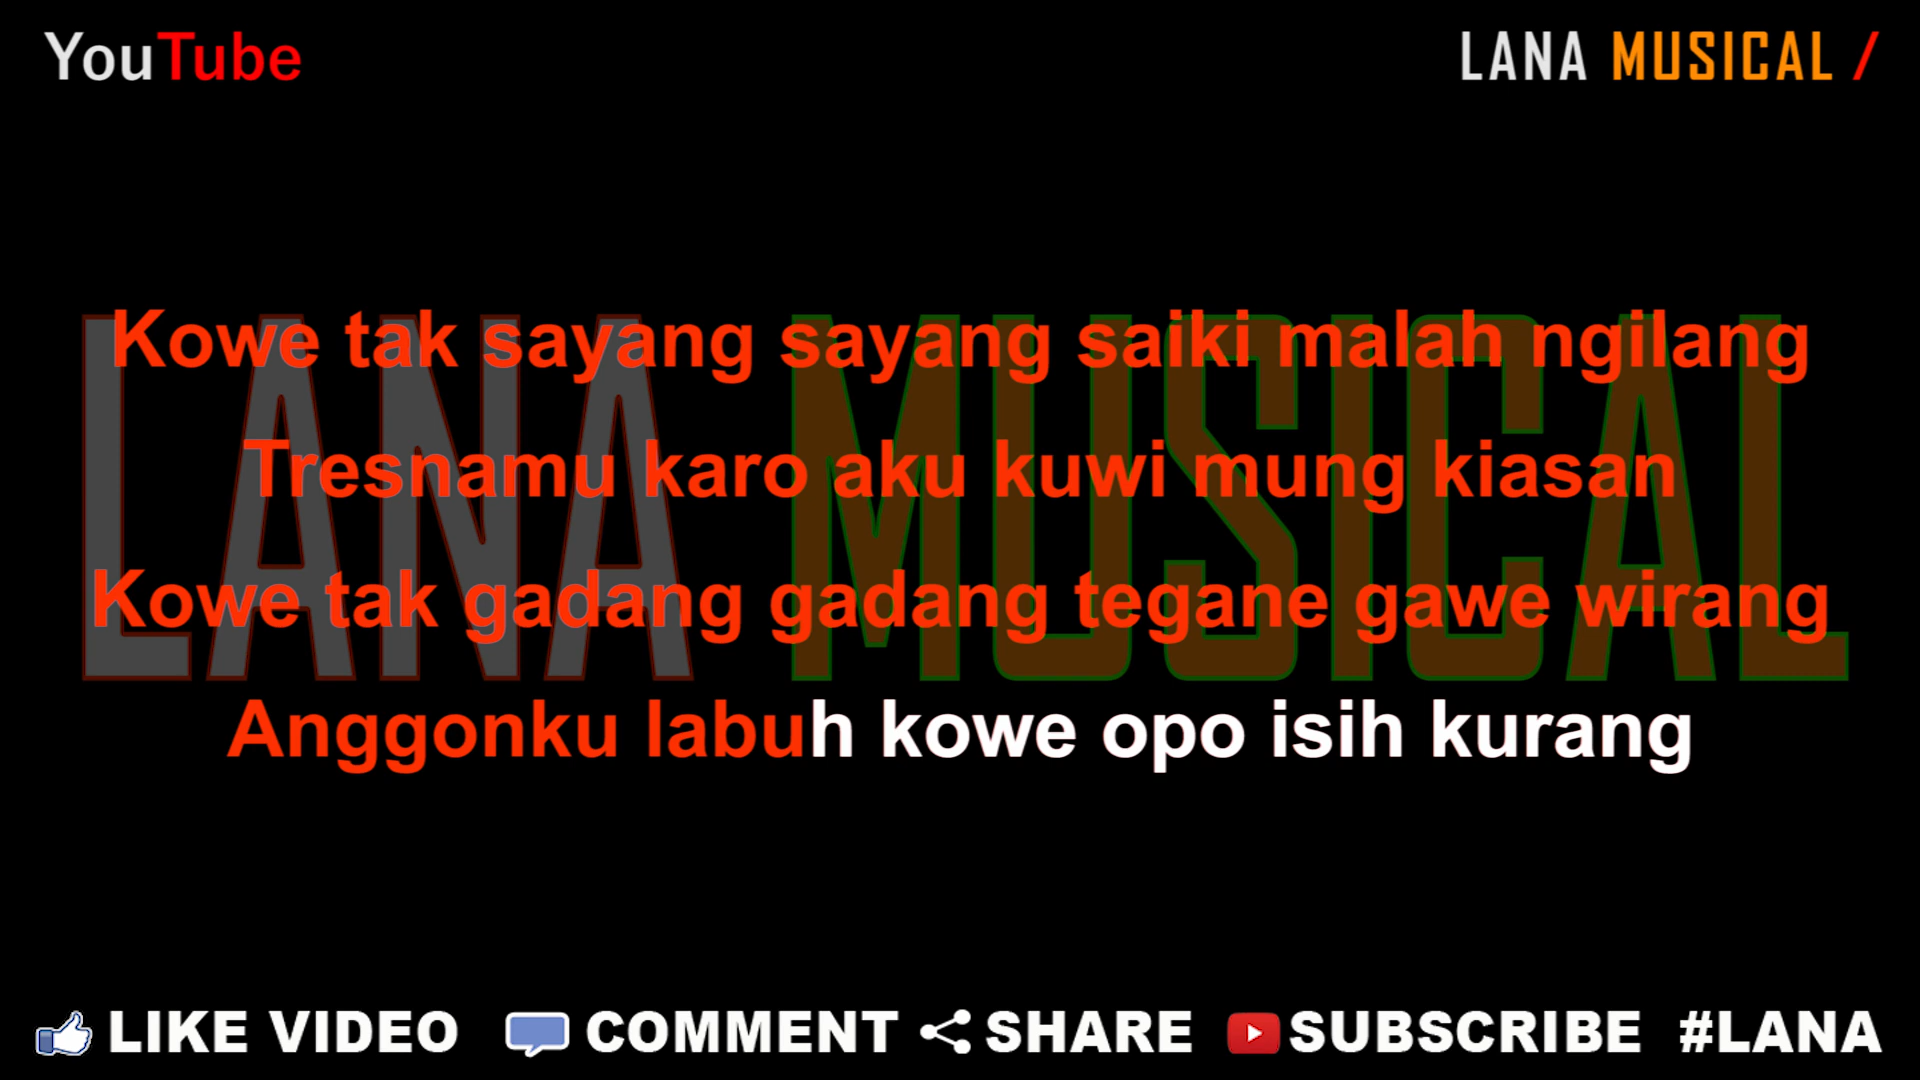 YouTube
LANA MUSICAL /
LANA MUSICAL
Kowe tak sayang sayang saiki malah ngilang
Tresnamu karo aku kuwi mung kiasan
Kowe tak gadang gadang tegane gawe wirang
Anggonku labuh kowe opo isih kurang
LIKE VIDEO COMMENT SHARE SUBSCRIBE #LANA